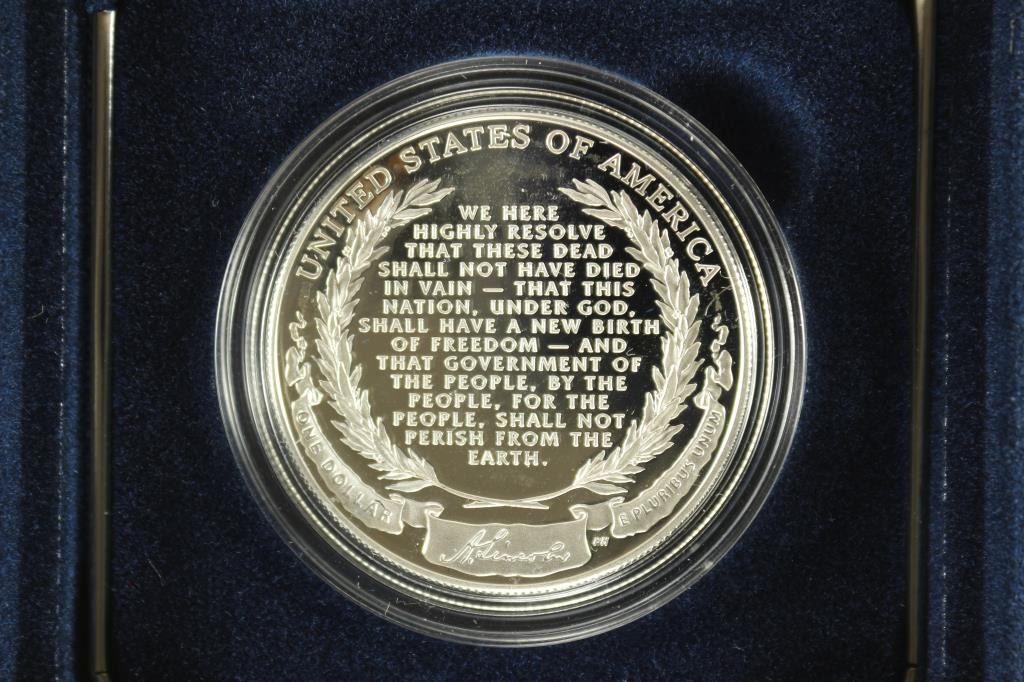 UNITED STATES OF AMERICA
WE HERE
HIGHLY RESOLVE
THAT THESE DEAD
SHALL NOT HAVE DIED
IN VAIN — THAT THIS
NATION, UNDER GOD,
SHALL HAVE A NEW BIRTH
OF FREEDOM — AND
THAT GOVERNMENT OF
THE PEOPLE, BY THE
PEOPLE, FOR THE
PEOPLE, SHALL NOT
PERISH FROM THE
EARTH.
ONE DOLLAR
E PLURIBUS UNUM
A. Lincoln
PH